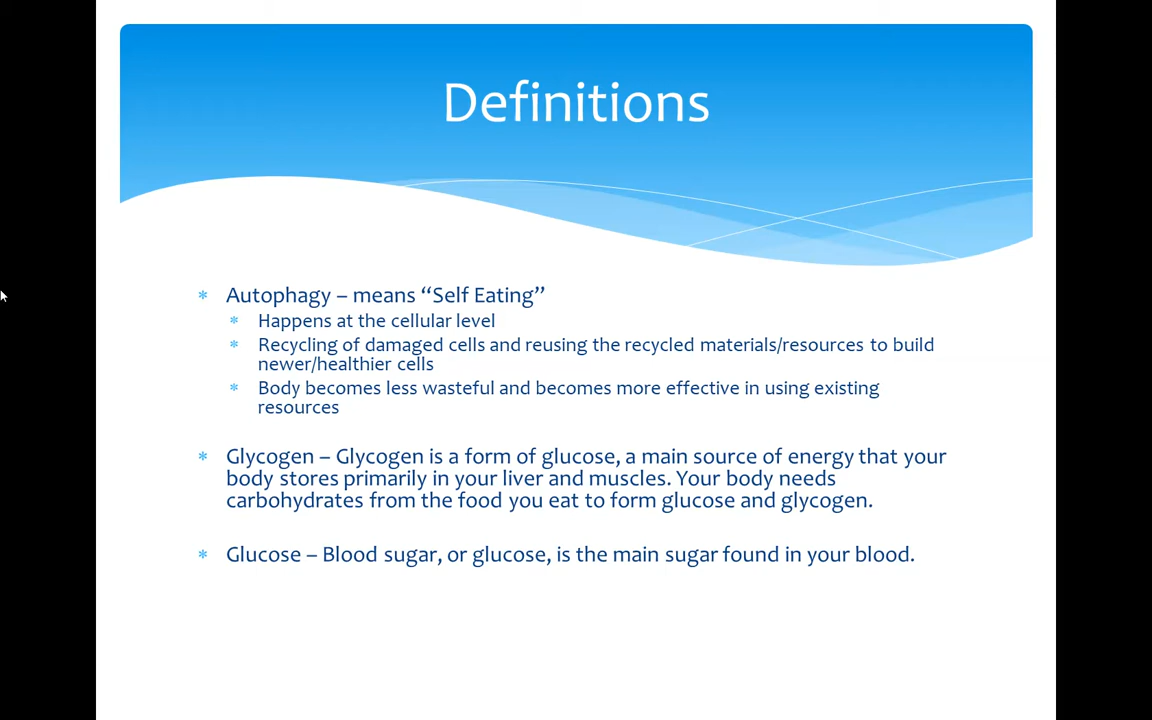 Definitions
* Autophagy – means “Self Eating”
* Happens at the cellular level
* Recycling of damaged cells and reusing the recycled materials/resources to build
newer/healthier cells
* Body becomes less wasteful and becomes more effective in using existing
resources
* Glycogen – Glycogen is a form of glucose, a main source of energy that your
body stores primarily in your liver and muscles. Your body needs
carbohydrates from the food you eat to form glucose and glycogen.
* Glucose – Blood sugar, or glucose, is the main sugar found in your blood.